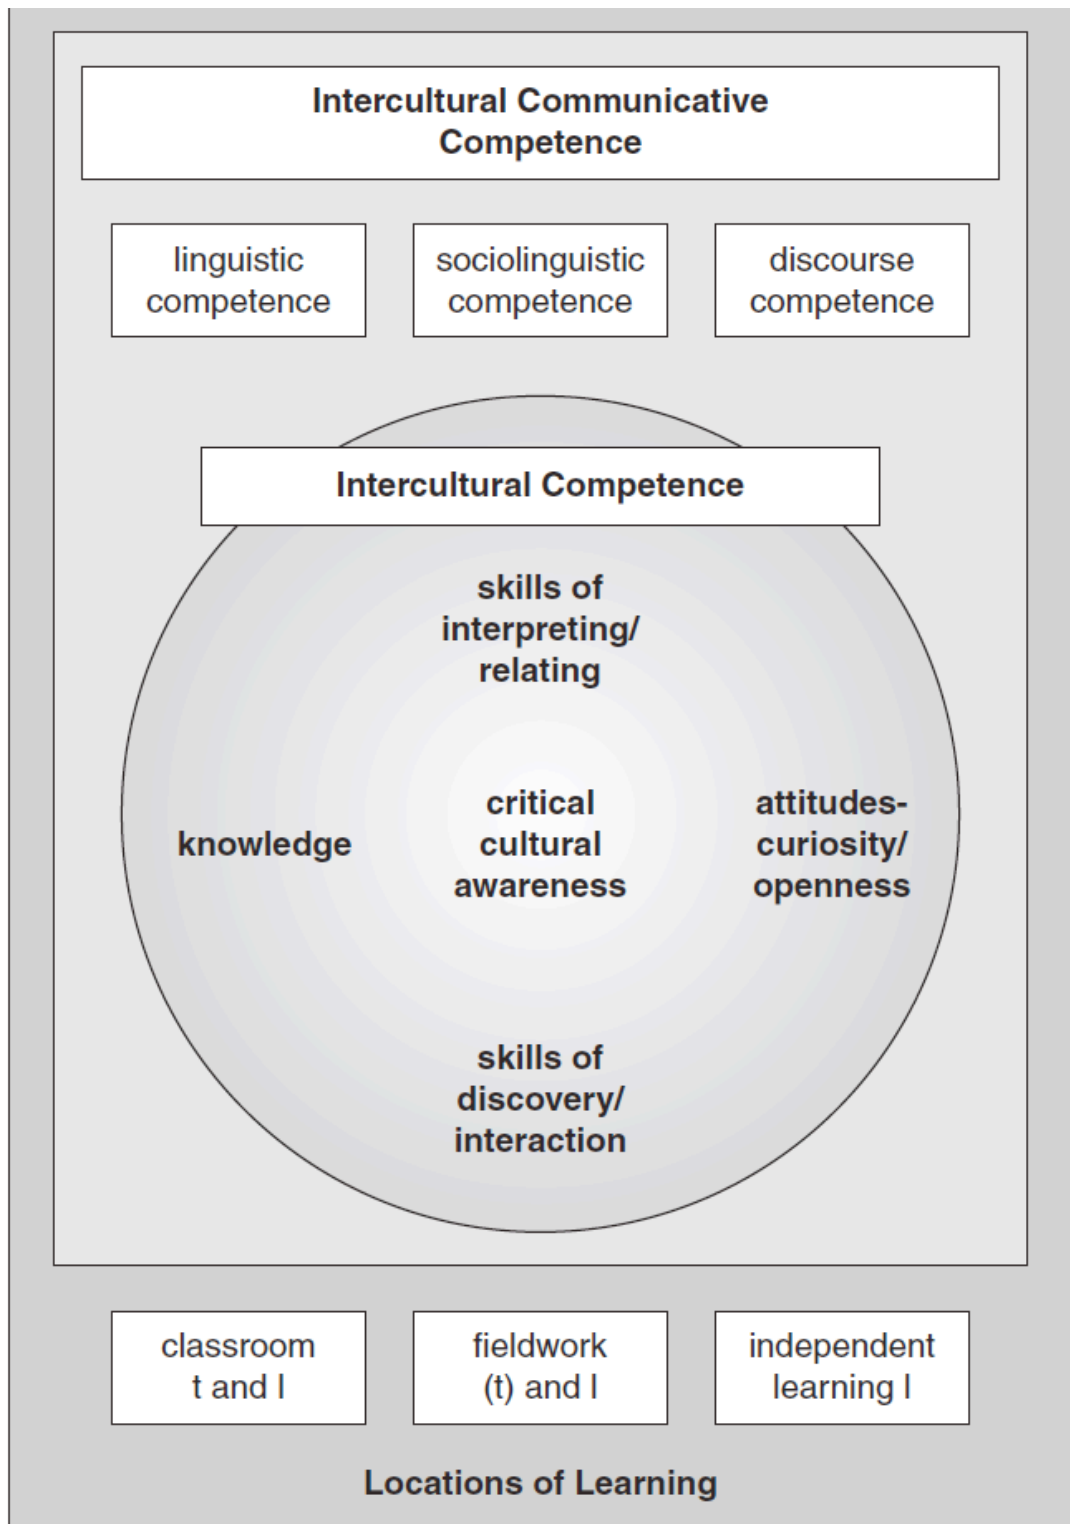 Intercultural Communicative
Competence
linguistic
competence
sociolinguistic
competence
discourse
competence
Intercultural Competence
skills of
interpreting/
relating
knowledge
critical
cultural
awareness
attitudes-
curiosity/
openness
skills of
discovery/
interaction
classroom
t and l
fieldwork
(t) and l
independent
learning l
Locations of Learning